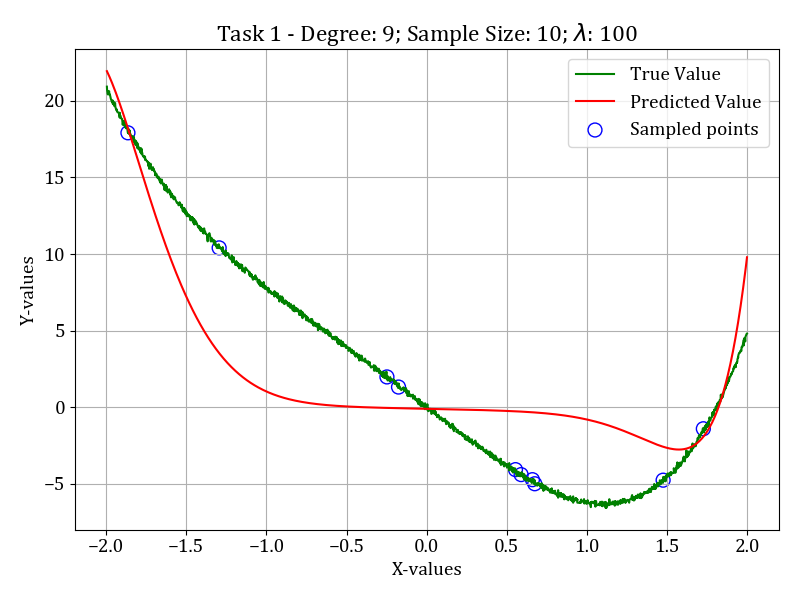 Task 1 - Degree: 9; Sample Size: 10; λ: 100
True Value
Predicted Value
Sampled points
Y-values
20
15
10
5
0
−5
−2.0 −1.5 −1.0 −0.5 0.0 0.5 1.0 1.5 2.0
X-values